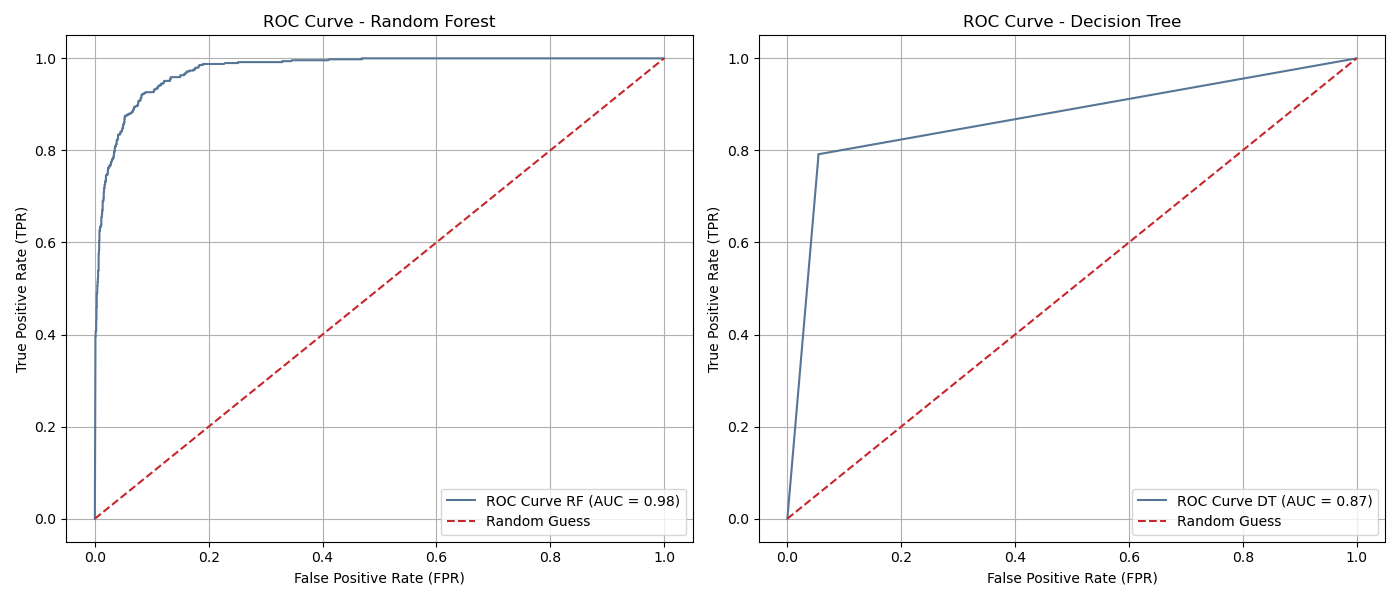 ROC Curve - Random Forest
True Positive Rate (TPR)
1.0
0.8
0.6
0.4
0.2
0.0
ROC Curve RF (AUC = 0.98)
Random Guess
0.0 0.2 0.4 0.6 0.8 1.0
False Positive Rate (FPR)
ROC Curve - Decision Tree
True Positive Rate (TPR)
1.0
0.8
0.6
0.4
0.2
0.0
ROC Curve DT (AUC = 0.87)
Random Guess
0.0 0.2 0.4 0.6 0.8 1.0
False Positive Rate (FPR)